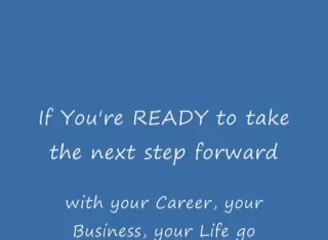 If You're READY to take
the next step forward
with your Career, your
Business, your Life go